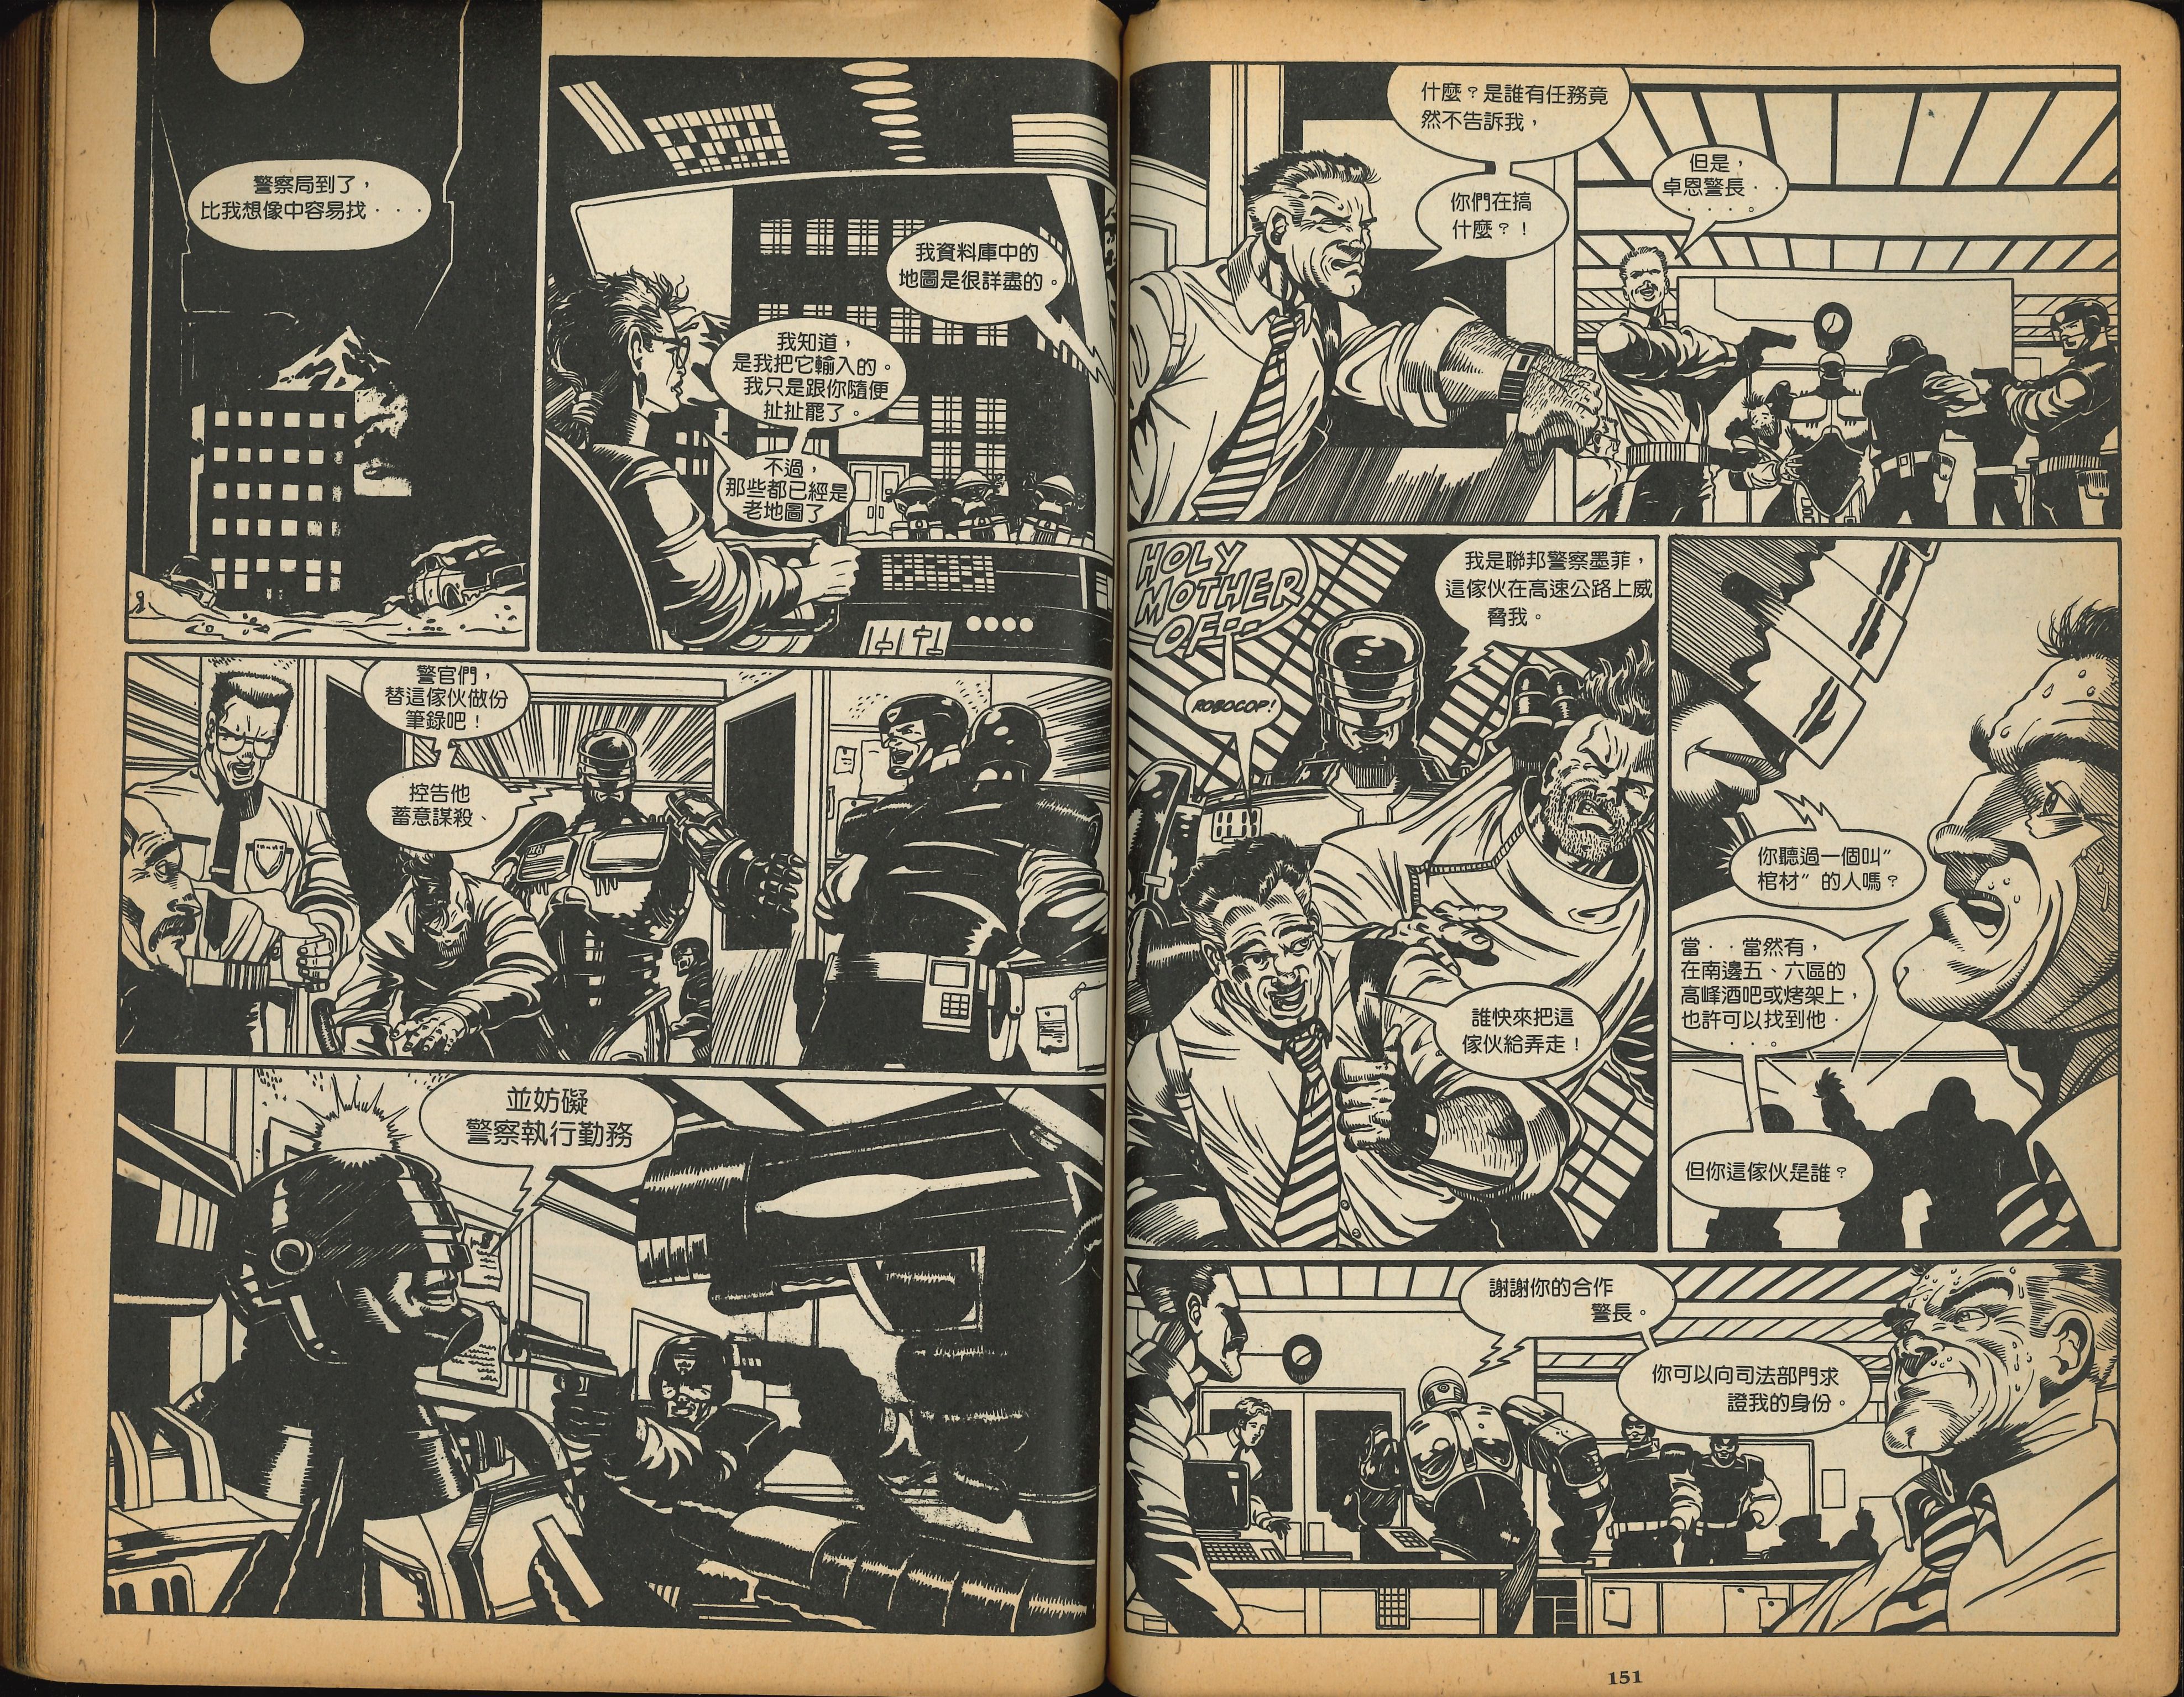 警察局到了，
比我想像中容易找．．．
我資料庫中的
地圖是很詳盡的。
我知道，
是我把它輸入的。
我只是跟你隨便
扯扯罷了。
不過，
那些都已經是
老地圖了
警官們，
替這傢伙做份
筆錄吧！
控告他
蓄意謀殺、
並妨礙
警察執行勤務
什麼？是誰有任務竟
然不告訴我，
你們在搞
什麼？！
但是，
卓恩警長．．
．．．。
HOLY
MOTHER
OF--
ROBOCOP!
我是聯邦警察墨菲，
這傢伙在高速公路上威
脅我。
誰快來把這
傢伙給弄走！
你聽過一個叫"
棺材"的人嗎？
當．．當然有，
在南邊五、六區的
高峰酒吧或烤架上，
也許可以找到他．
．．．。
但你這傢伙是誰？
謝謝你的合作
警長。
你可以向司法部門求
證我的身份。
151